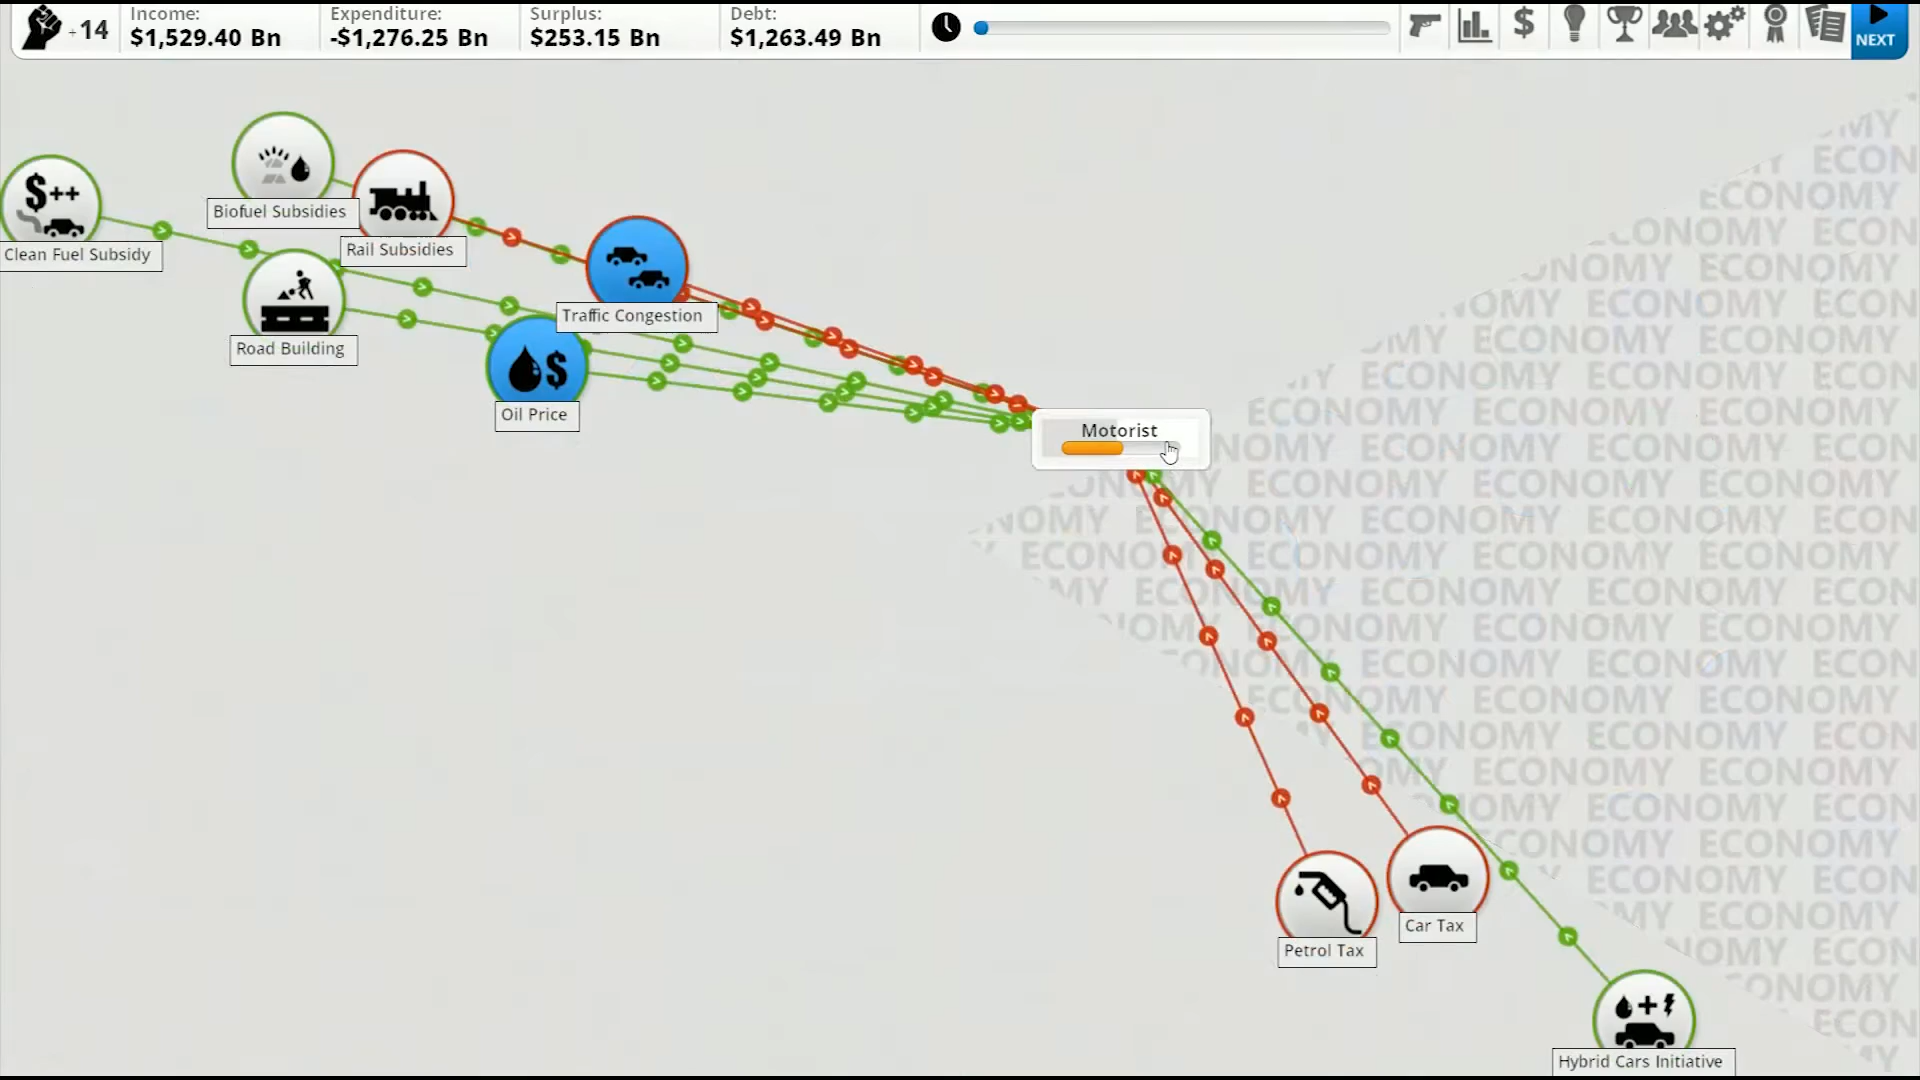 +14
Income:
$1,529.40 Bn
Expenditure:
-$1,276.25 Bn
Surplus:
$253.15 Bn
Debt:
$1,263.49 Bn
NEXT
$++
Clean Fuel Subsidy
Biofuel Subsidies
Rail Subsidies
Traffic Congestion
Road Building
$
Oil Price
Motorist
Petrol Tax
Car Tax
Hybrid Cars Initiative
ECONOMY ECONOMY ECONOMY